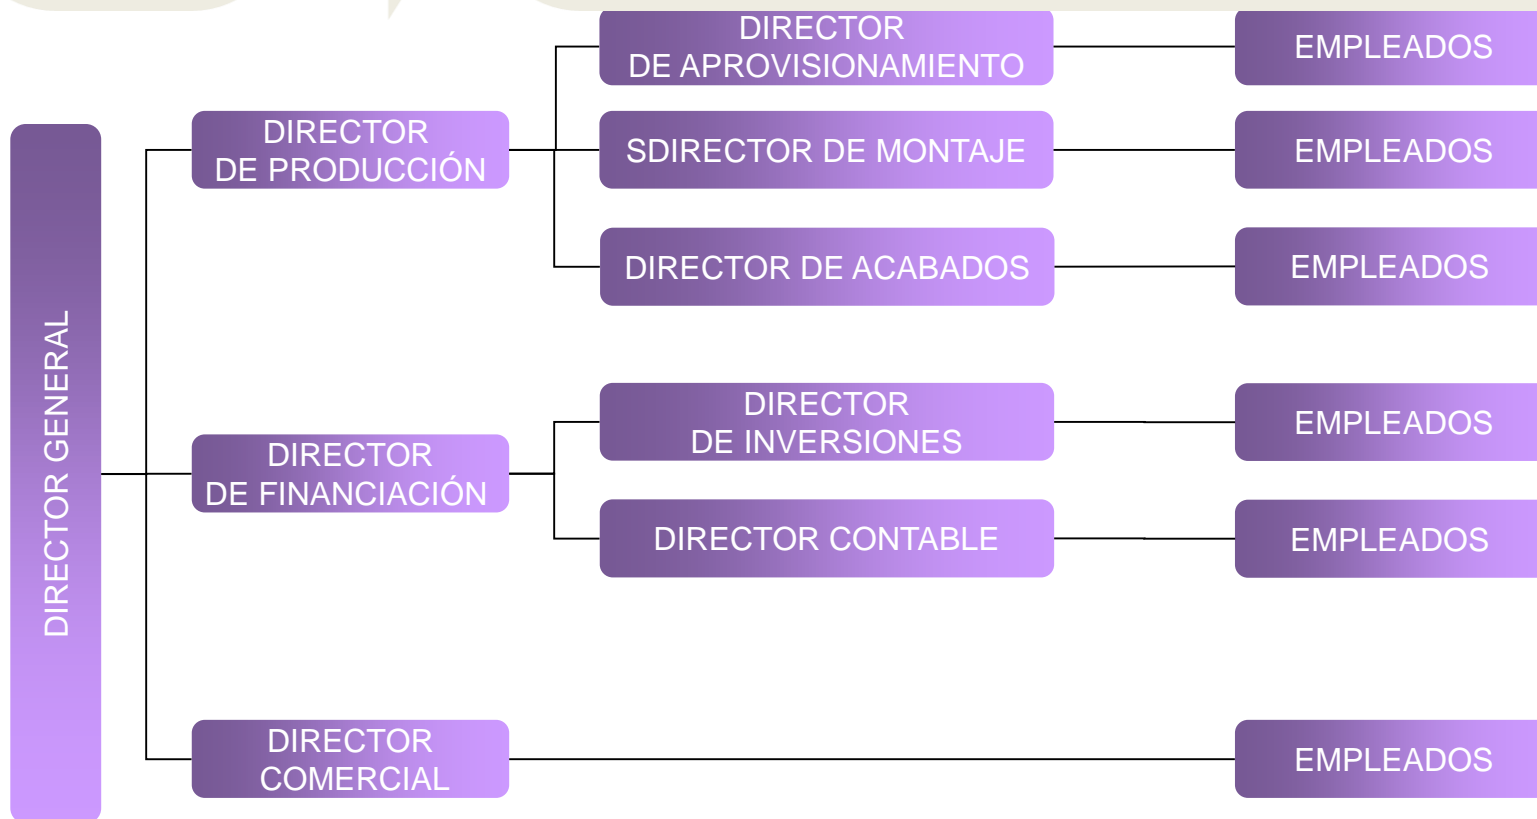 DIRECTOR GENERAL
DIRECTOR
DE PRODUCCIÓN
DIRECTOR
DE APROVISIONAMIENTO
EMPLEADOS
SDIRECTOR DE MONTAJE
EMPLEADOS
DIRECTOR DE ACABADOS
EMPLEADOS
DIRECTOR
DE FINANCIACIÓN
DIRECTOR
DE INVERSIONES
EMPLEADOS
DIRECTOR CONTABLE
EMPLEADOS
DIRECTOR
COMERCIAL
EMPLEADOS